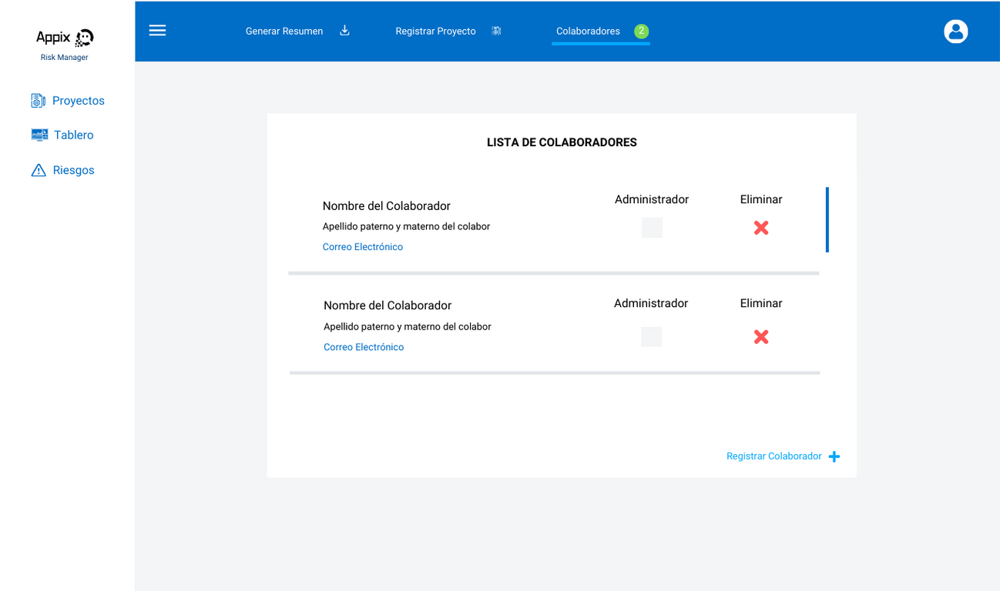 Appix
Risk Manager
Proyectos
Tablero
Riesgos
Generar Resumen
Registrar Proyecto
Colaboradores 2
LISTA DE COLABORADORES
Nombre del Colaborador
Apellido paterno y materno del colabor
Correo Electrónico
Administrador
Eliminar
Nombre del Colaborador
Apellido paterno y materno del colabor
Correo Electrónico
Administrador
Eliminar
Registrar Colaborador